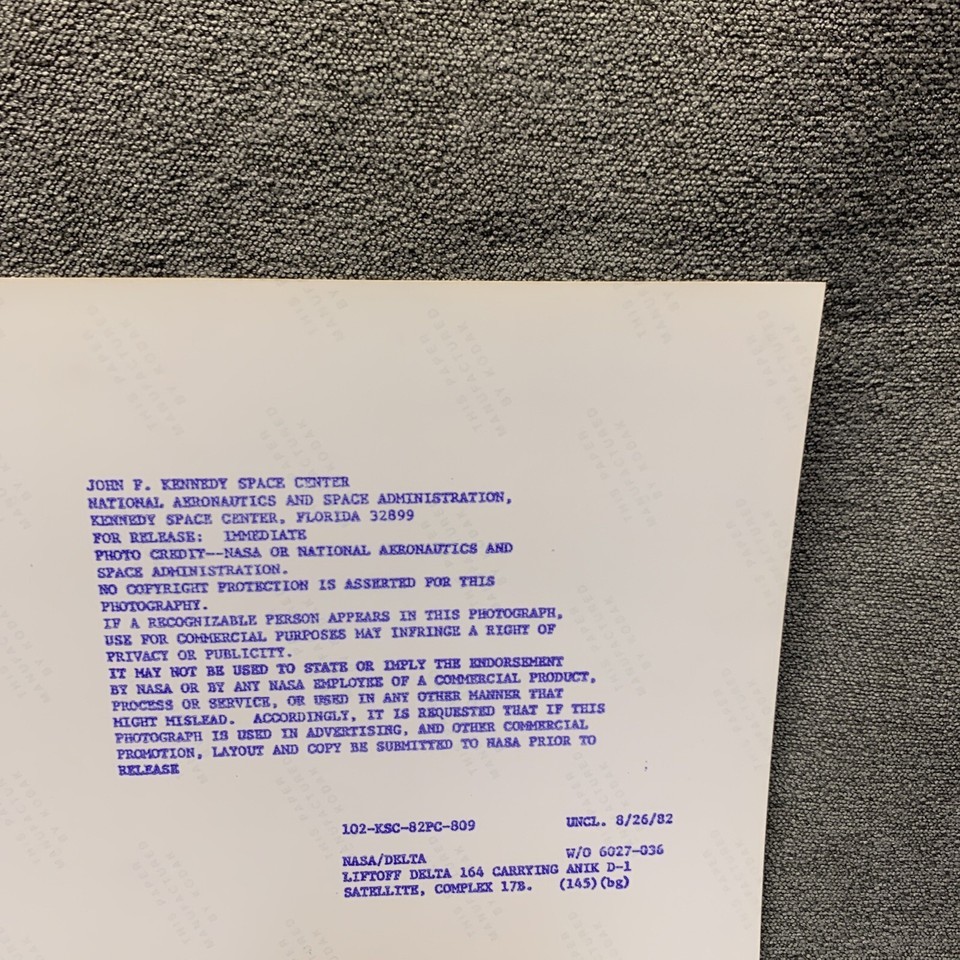 JOHN F. KENNEDY SPACE CENTER
NATIONAL AERONAUTICS AND SPACE ADMINISTRATION,
KENNEDY SPACE CENTER, FLORIDA 32899
FOR RELEASE: IMMEDIATE
PHOTO CREDIT--NASA OR NATIONAL AERONAUTICS AND
SPACE ADMINISTRATION.
NO COPYRIGHT PROTECTION IS ASSERTED FOR THIS
PHOTOGRAPHY.
IF A RECOGNIZABLE PERSON APPEARS IN THIS PHOTOGRAPH,
USE FOR COMMERCIAL PURPOSES MAY INFRINGE A RIGHT OF
PRIVACY OR PUBLICITY.
IT MAY NOT BE USED TO STATE OR IMPLY THE ENDORSEMENT
BY NASA OR BY ANY NASA EMPLOYEE OF A COMMERCIAL PRODUCT,
PROCESS OR SERVICE, OR USED IN ANY OTHER MANNER THAT
MIGHT MISLEAD. ACCORDINGLY, IT IS REQUESTED THAT IF THIS
PHOTOGRAPH IS USED IN ADVERTISING, AND OTHER COMMERCIAL
PROMOTION, LAYOUT AND COPY BE SUBMITTED TO NASA PRIOR TO
RELEASE
102-KSC-82PC-809 UNCL. 8/26/82
NASA/DELTA W/O 6027-036
LIFTOFF DELTA 164 CARRYING ANIK D-1
SATELLITE, COMPLEX 17B. (145)(bg)
THIS PAPER
MANUFACTURED
BY KODAK